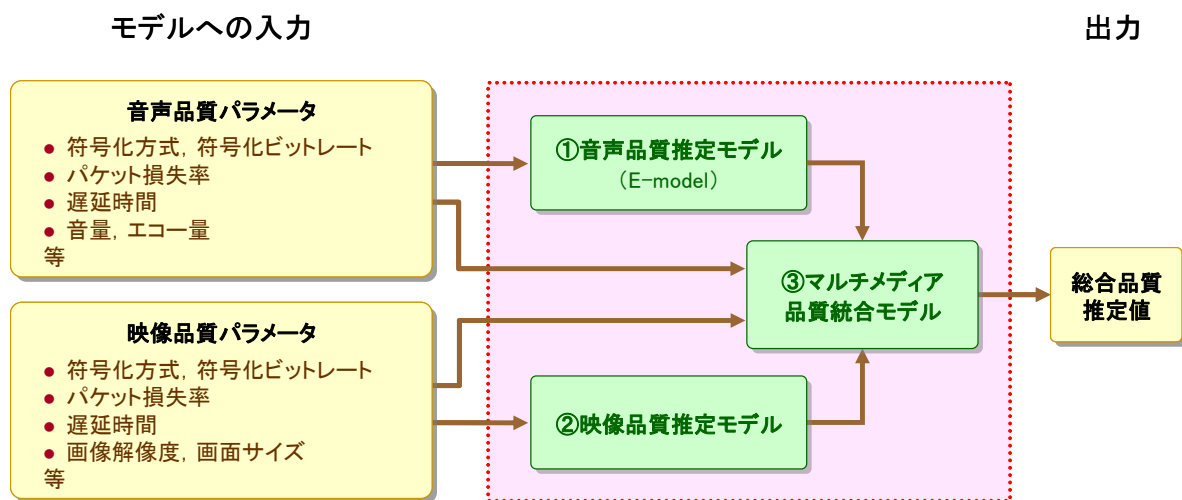 モデルへの入力
出力
音声品質パラメータ
● 符号化方式, 符号化ビットレート
● パケット損失率
● 遅延時間
● 音量, エコー量
等
①音声品質推定モデル
(E-model)
③マルチメディア
品質統合モデル
総合品質
推定値
映像品質パラメータ
● 符号化方式, 符号化ビットレート
● パケット損失率
● 遅延時間
● 画像解像度, 画面サイズ
等
②映像品質推定モデル